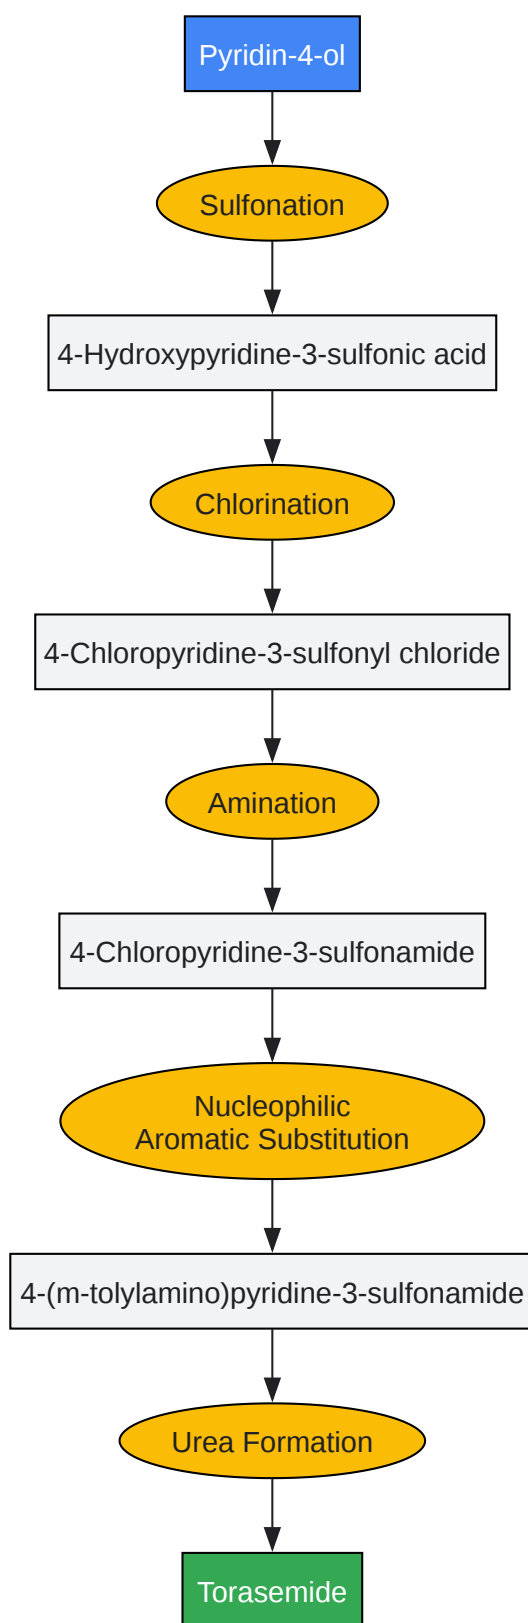 Pyridin-4-ol
Sulfonation
4-Hydroxypyridine-3-sulfonic acid
Chlorination
4-Chloropyridine-3-sulfonyl chloride
Amination
4-Chloropyridine-3-sulfonamide
Nucleophilic
Aromatic Substitution
4-(m-tolylamino)pyridine-3-sulfonamide
Urea Formation
Torasemide